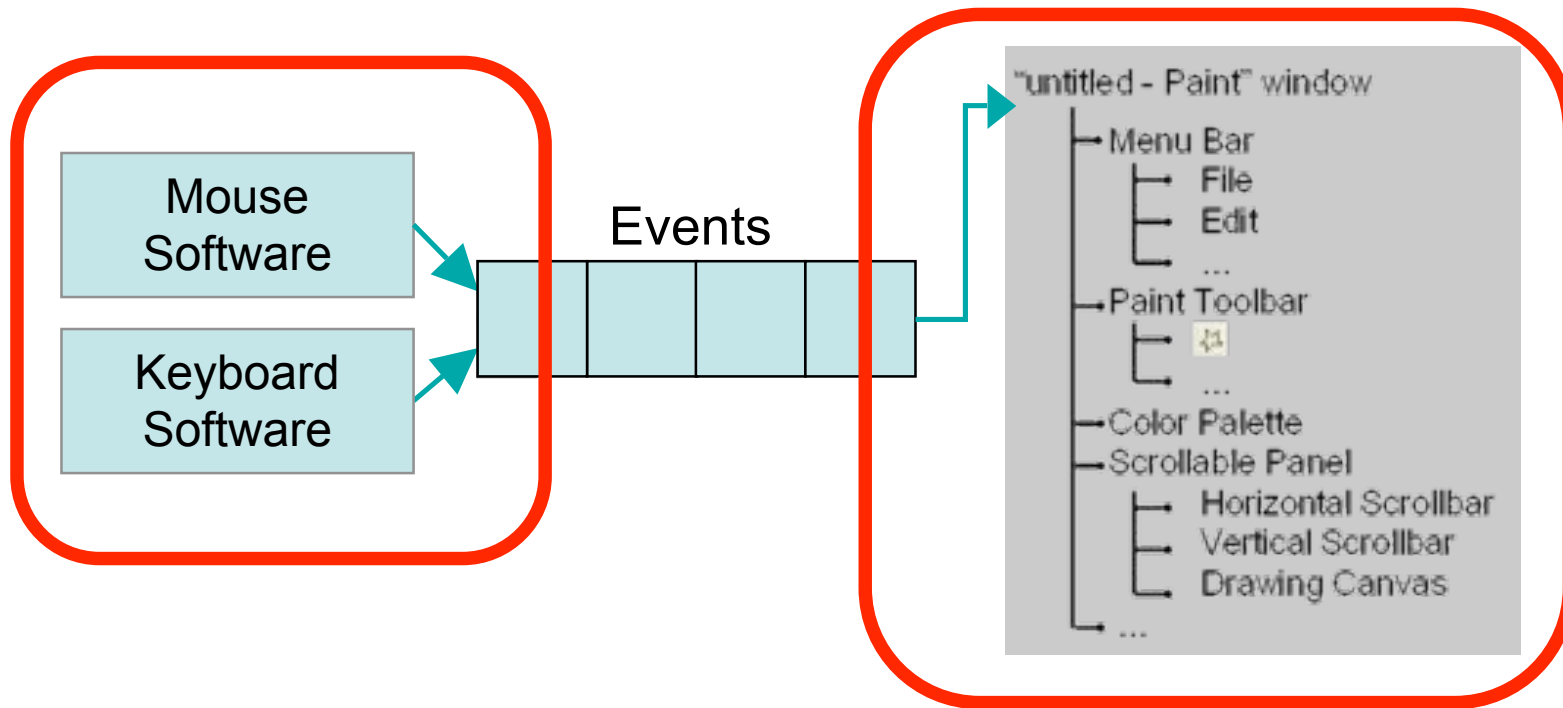 Mouse
Software
Keyboard
Software
Events
"untitled - Paint" window
Menu Bar
File
Edit
...
Paint Toolbar
...
Color Palette
Scrollable Panel
Horizontal Scrollbar
Vertical Scrollbar
Drawing Canvas
...